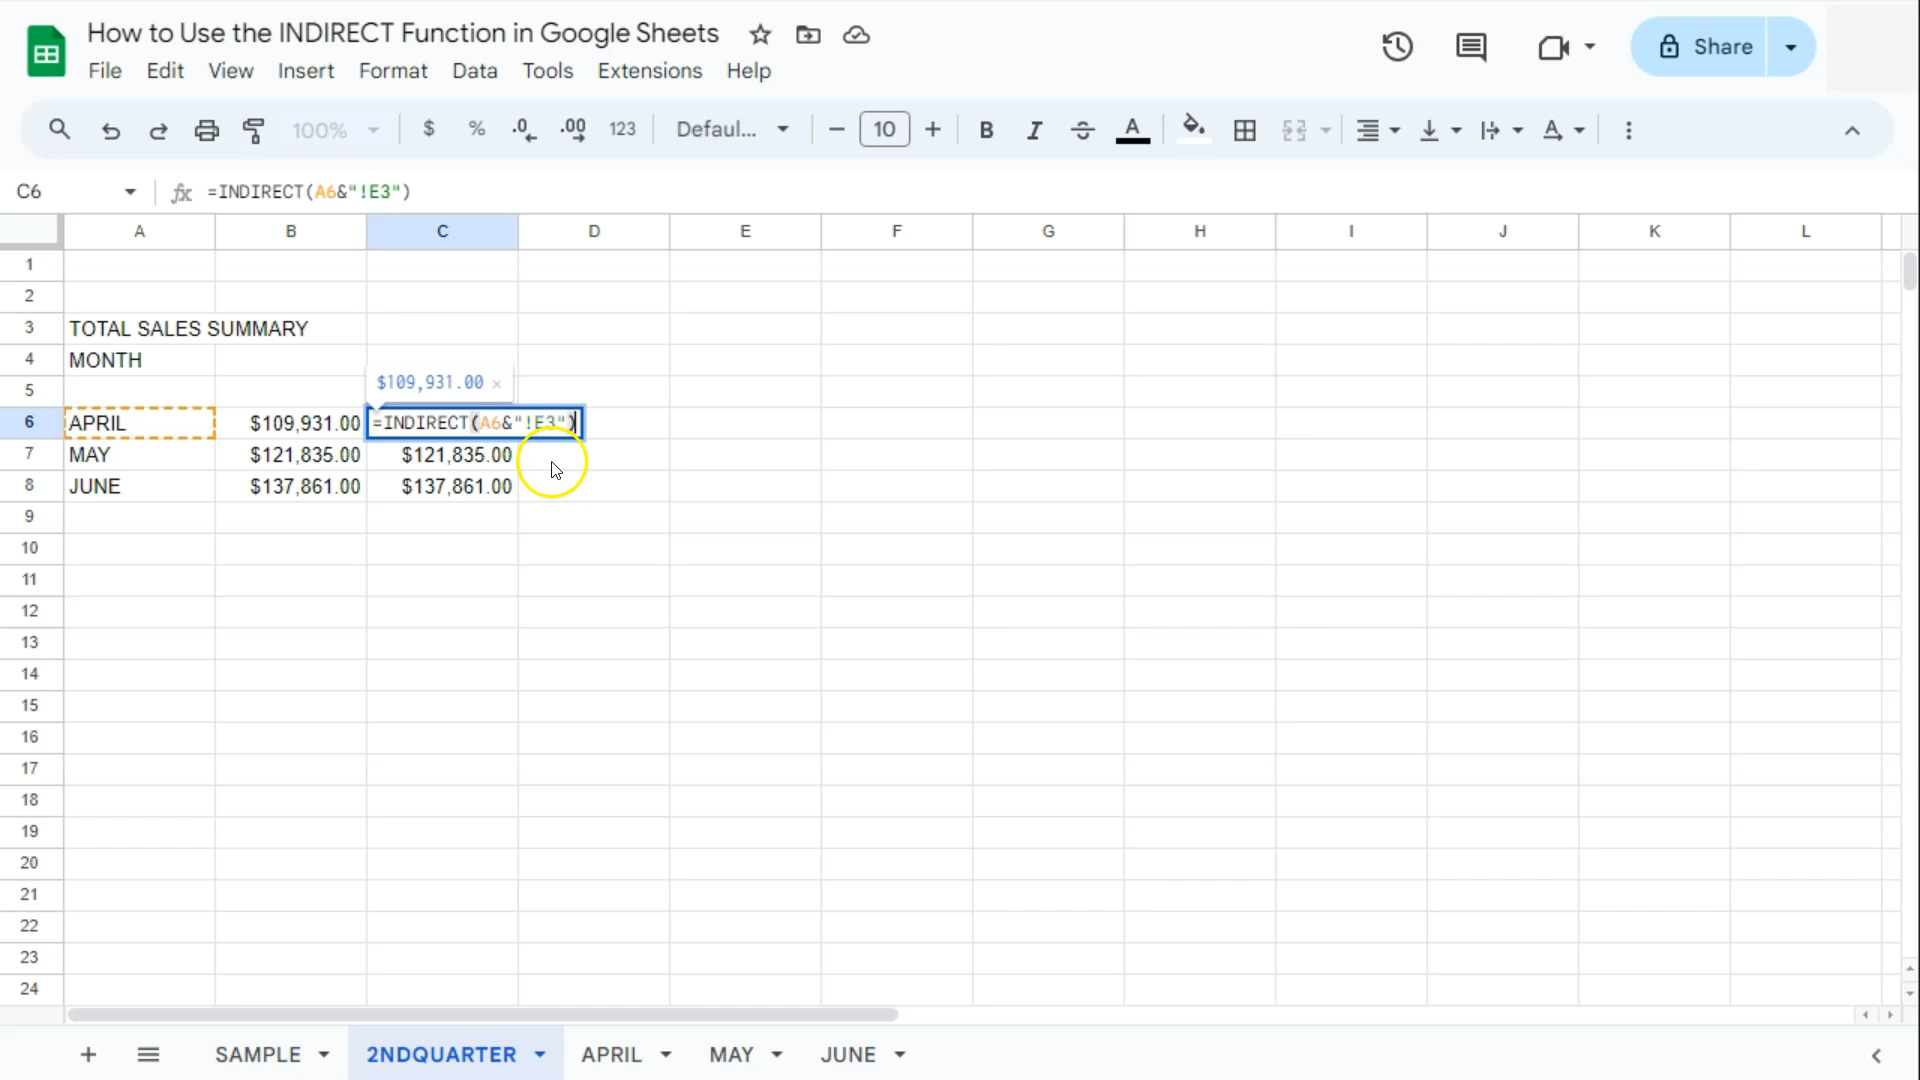 How to Use the INDIRECT Function in Google Sheets
Share
File Edit View Insert Format Data Tools Extensions Help
100% $ % .0 .00 123 Defaul... 10 B I A
C6 fx =INDIRECT(A6&"!E3")
A B C D E F G H I J K L
1
2
3 TOTAL SALES SUMMARY
4 MONTH
$109,931.00 ×
5
6 APRIL $109,931.00 =INDIRECT(A6&"!E3")
7 MAY $121,835.00 $121,835.00
8 JUNE $137,861.00 $137,861.00
9
10
11
12
13
14
15
16
17
18
19
20
21
22
23
24
SAMPLE 2NDQUARTER APRIL MAY JUNE